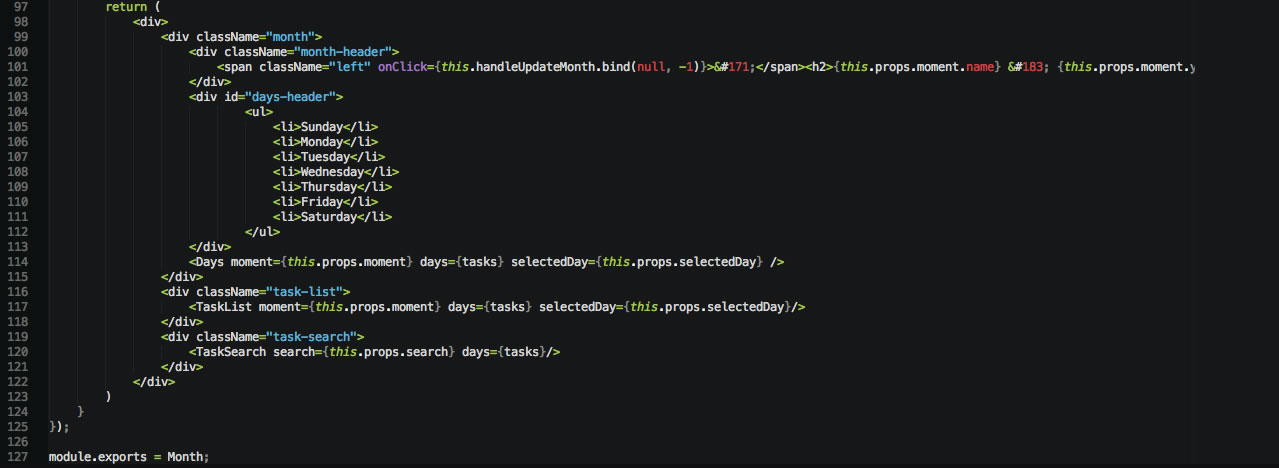 97 return (
98 <div>
99 <div className="month">
100 <div className="month-header">
101 <span className="left" onClick={this.handleUpdateMonth.bind(null, -1)}>&#171;</span><h2>{this.props.moment.name} &#183; {this.props.moment.y
102 </div>
103 <div id="days-header">
104 <ul>
105 <li>Sunday</li>
106 <li>Monday</li>
107 <li>Tuesday</li>
108 <li>Wednesday</li>
109 <li>Thursday</li>
110 <li>Friday</li>
111 <li>Saturday</li>
112 </ul>
113 </div>
114 <Days moment={this.props.moment} days={tasks} selectedDay={this.props.selectedDay} />
115 </div>
116 <div className="task-list">
117 <TaskList moment={this.props.moment} days={tasks} selectedDay={this.props.selectedDay}/>
118 </div>
119 <div className="task-search">
120 <TaskSearch search={this.props.search} days={tasks}/>
121 </div>
122 </div>
123 )
124 }
125 });
126
127 module.exports = Month;